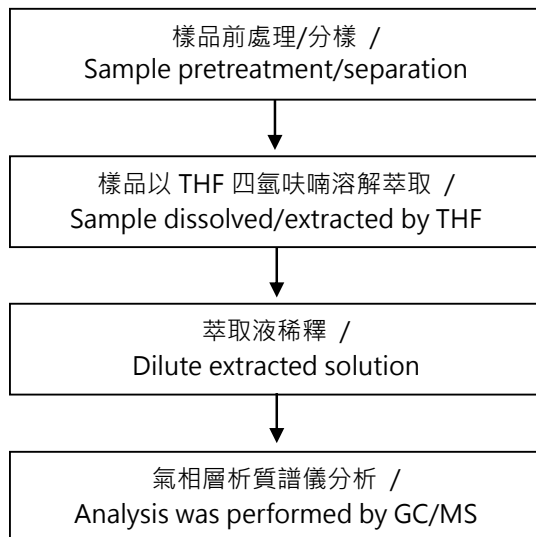 樣品前處理/分樣 /
Sample pretreatment/separation
樣品以 THF 四氫呋喃溶解萃取 /
Sample dissolved/extracted by THF
萃取液稀釋 /
Dilute extracted solution
氣相層析質譜儀分析 /
Analysis was performed by GC/MS